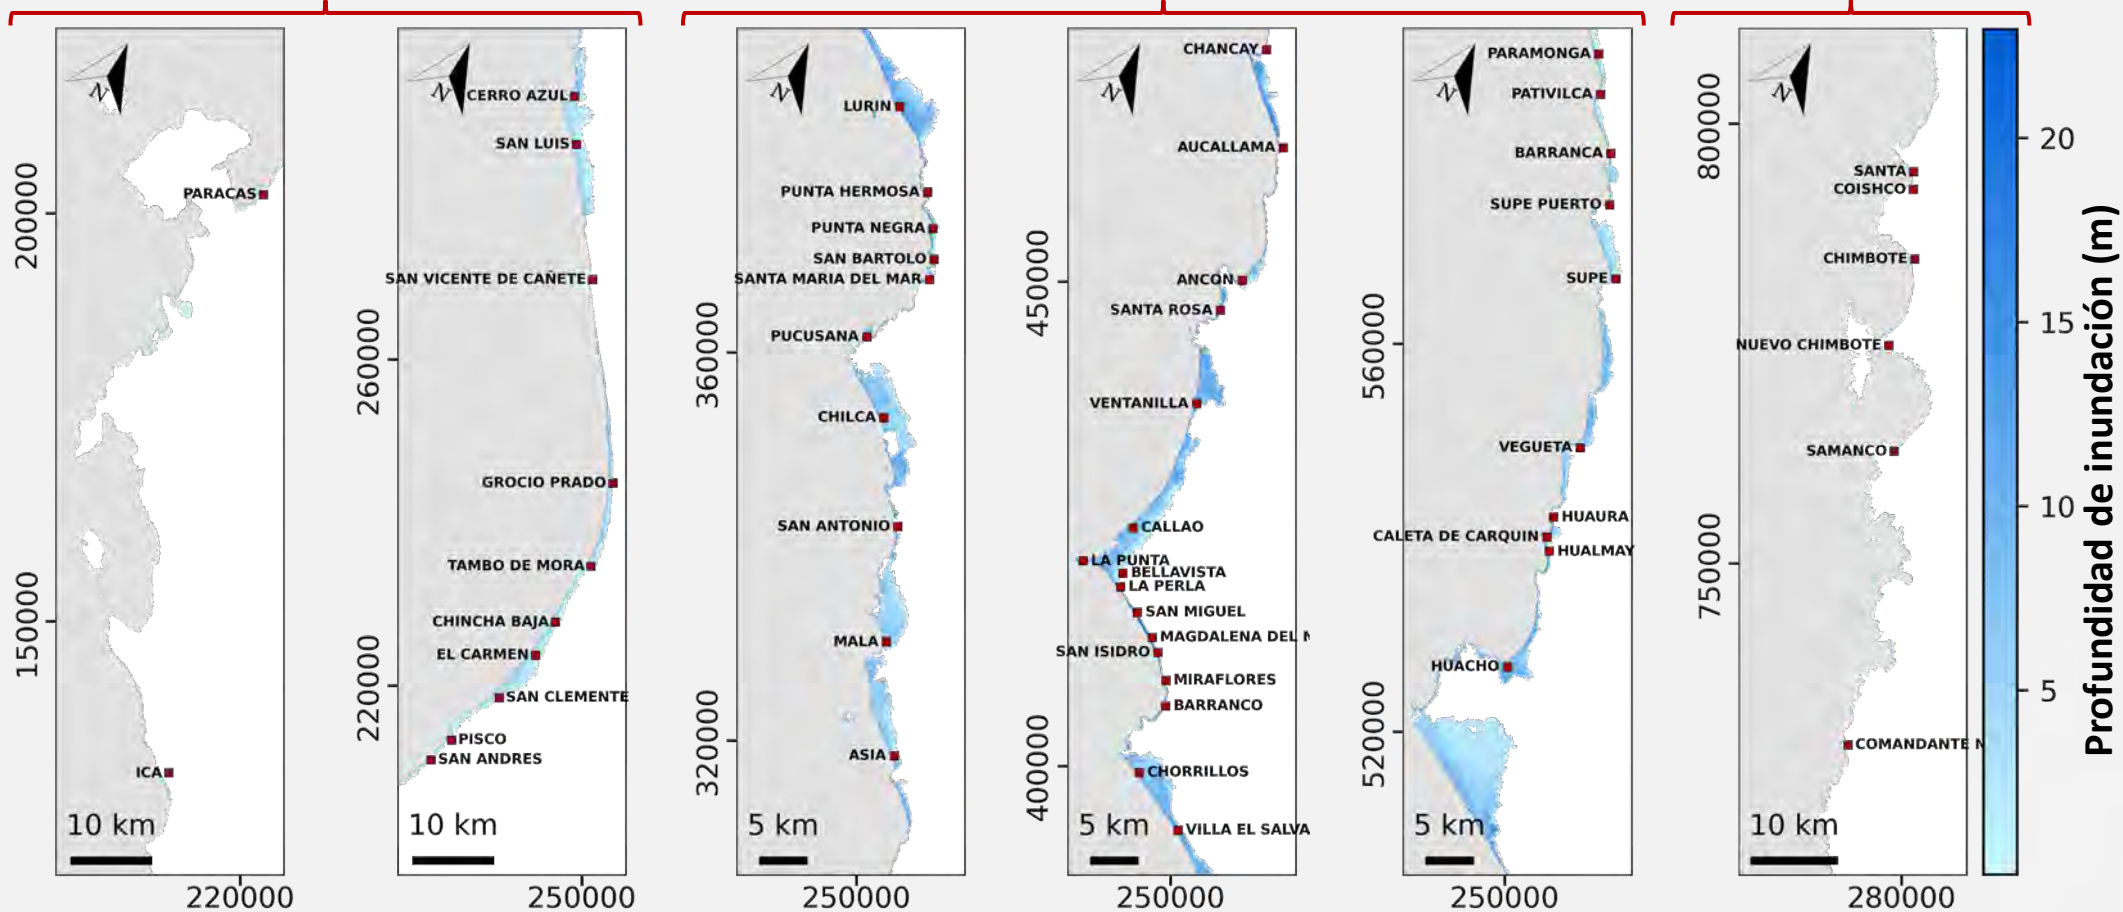 N
PARACAS
ICA
200000
150000
10 km
220000
N
CERRO AZUL
SAN LUIS
SAN VICENTE DE CAÑETE
GROCIO PRADO
TAMBO DE MORA
CHINCHA BAJA
EL CARMEN
SAN CLEMENTE
PISCO
SAN ANDRES
260000
220000
10 km
250000
N
LURIN
PUNTA HERMOSA
PUNTA NEGRA
SAN BARTOLO
SANTA MARIA DEL MAR
PUCUSANA
CHILCA
SAN ANTONIO
MALA
ASIA
360000
320000
5 km
250000
N
CHANCAY
AUCALLAMA
ANCON
SANTA ROSA
VENTANILLA
CALLAO
LA PUNTA
BELLAVISTA
LA PERLA
SAN MIGUEL
MAGDALENA DEL M
SAN ISIDRO
MIRAFLORES
BARRANCO
CHORRILLOS
VILLA EL SALVA
450000
400000
5 km
250000
N
PARAMONGA
PATIVILCA
BARRANCA
SUPE PUERTO
SUPE
VEGUETA
HUAURA
CALETA DE CARQUIN
HUALMAY
HUACHO
560000
520000
5 km
250000
N
SANTA
COISHCO
CHIMBOTE
NUEVO CHIMBOTE
SAMANCO
COMANDANTE N
800000
750000
10 km
280000
20
15
10
5
Profundidad de inundación (m)